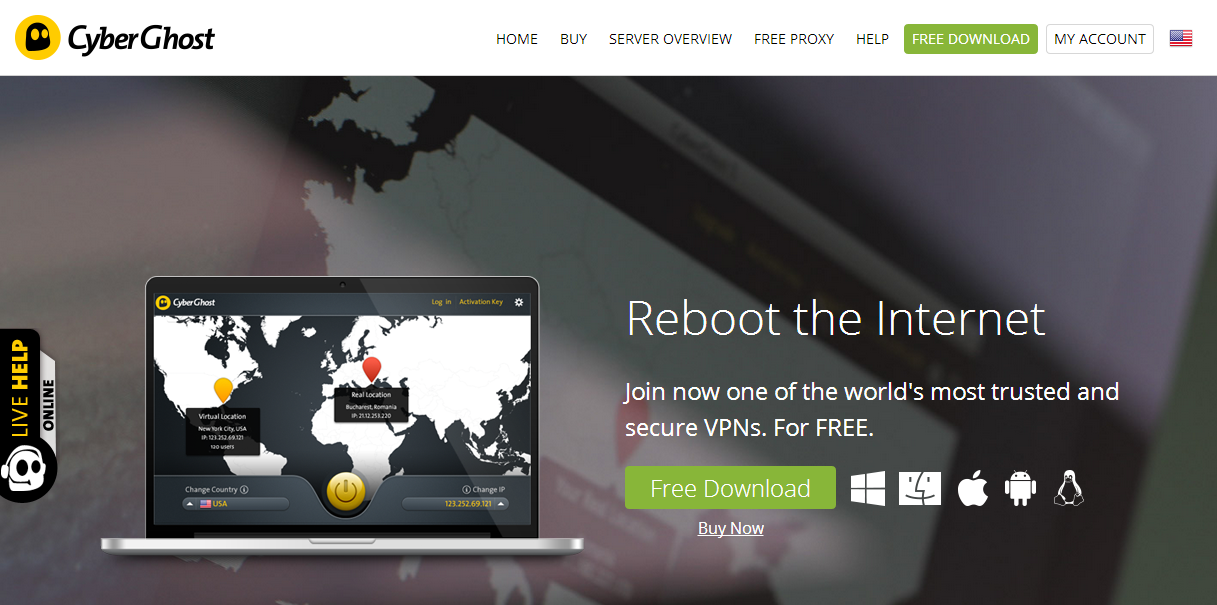 CyberGhost
HOME BUY SERVER OVERVIEW FREE PROXY HELP FREE DOWNLOAD MY ACCOUNT
CyberGhost
Log in Activation Key
Virtual Location
New York City, USA
IP: 123.252.69.121
120 users
Real Location
Bucharest, Romania
IP: 21.12.253.220
Change Country
USA
Change IP
123.252.69.121
LIVE HELP
ONLINE
Reboot the Internet
Join now one of the world's most trusted and
secure VPNs. For FREE.
Free Download
Buy Now